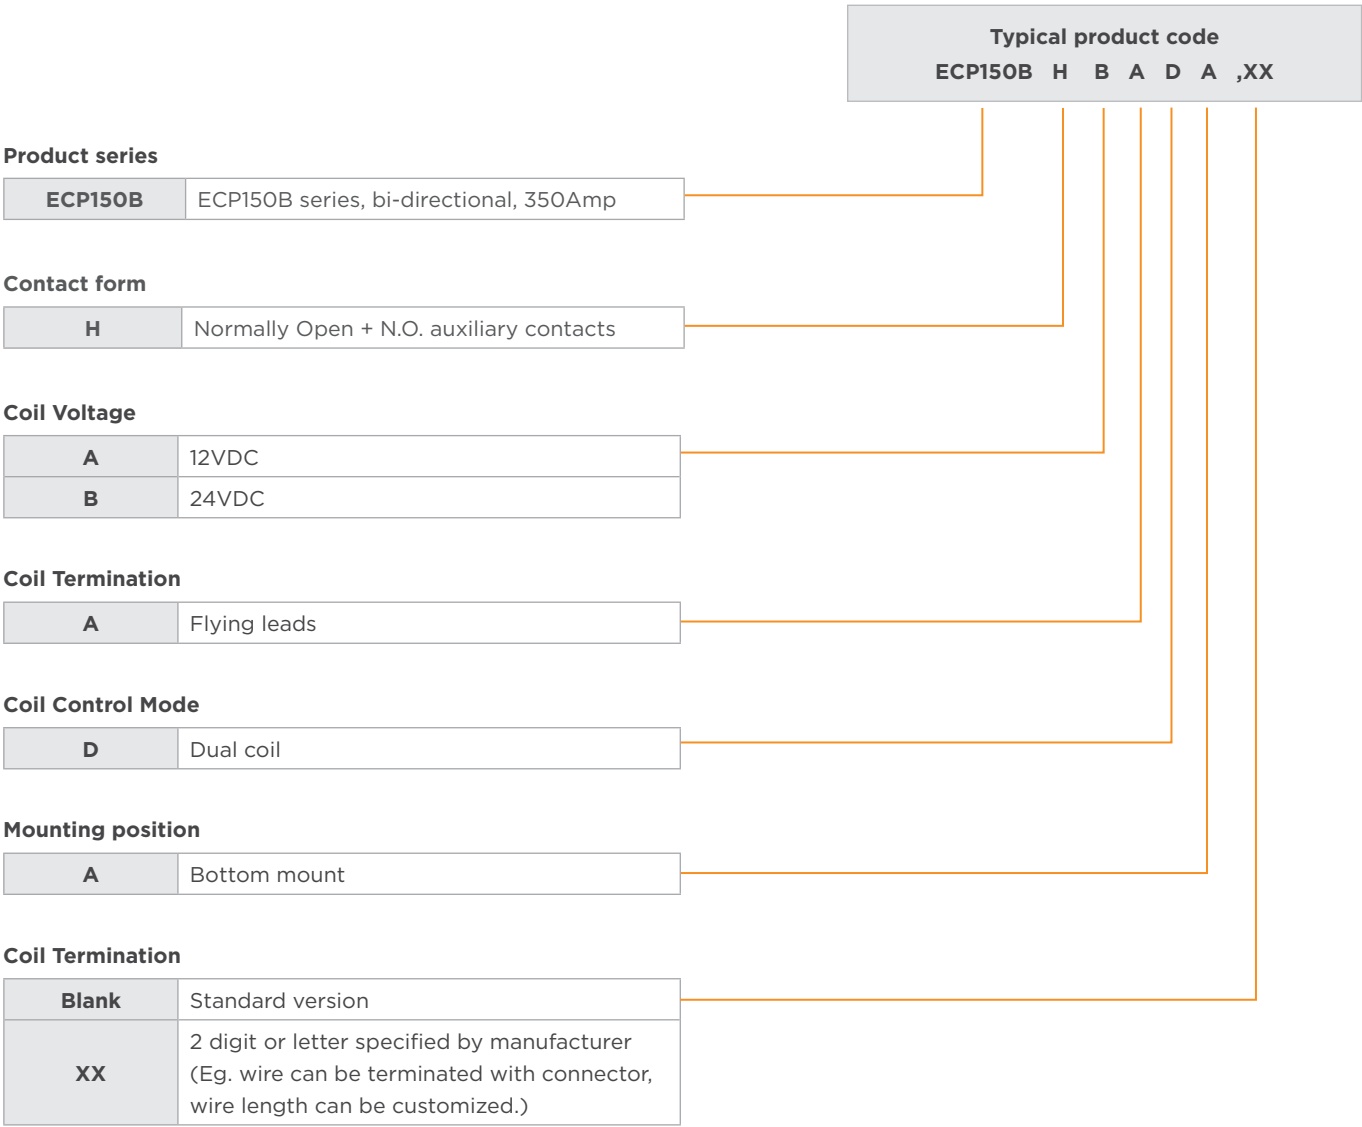 Typical product code
ECP150B H B A D A ,XX
Product series
ECP150B ECP150B series, bi-directional, 350Amp
Contact form
H Normally Open + N.O. auxiliary contacts
Coil Voltage
A 12VDC
B 24VDC
Coil Termination
A Flying leads
Coil Control Mode
D Dual coil
Mounting position
A Bottom mount
Coil Termination
Blank Standard version
XX 2 digit or letter specified by manufacturer
(Eg. wire can be terminated with connector,
wire length can be customized.)